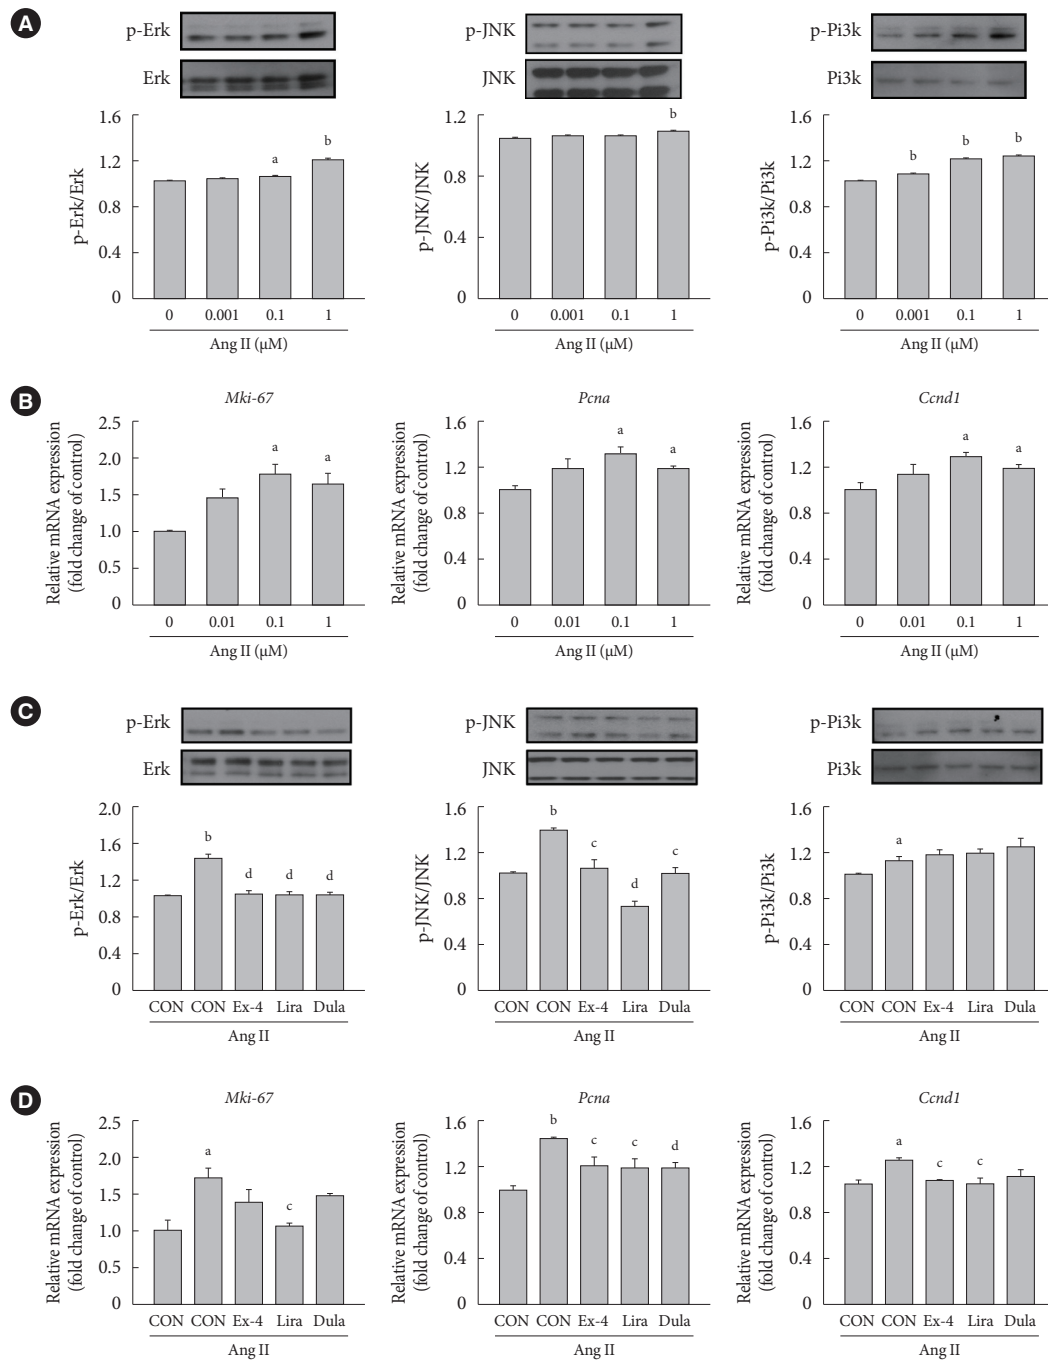 A
p-Erk
Erk
p-Erk/Erk
1.6
1.2
0.8
0.4
0
a
b
0
0.001
0.1
1
Ang II (μM)
p-JNK
JNK
p-JNK/JNK
1.2
0.8
0.4
0
b
0
0.001
0.1
1
Ang II (μM)
p-Pi3k
Pi3k
p-Pi3k/Pi3k
1.6
1.2
0.8
0.4
0
b
b
b
0
0.001
0.1
1
Ang II (μM)
B
Mki-67
Relative mRNA expression
(fold change of control)
2.5
2.0
1.5
1.0
0.5
0
a
a
0
0.01
0.1
1
Ang II (μM)
Pcna
Relative mRNA expression
(fold change of control)
1.6
1.2
0.8
0.4
0
a
a
0
0.01
0.1
1
Ang II (μM)
Ccnd1
Relative mRNA expression
(fold change of control)
1.6
1.2
0.8
0.4
0
a
a
0
0.01
0.1
1
Ang II (μM)
C
p-Erk
Erk
p-Erk/Erk
2.0
1.6
1.2
0.8
0.4
0
b
d
d
d
CON
CON
Ex-4
Lira
Dula
Ang II
p-JNK
JNK
p-JNK/JNK
1.6
1.2
0.8
0.4
0
b
c
d
c
CON
CON
Ex-4
Lira
Dula
Ang II
p-Pi3k
Pi3k
p-Pi3k/Pi3k
1.6
1.2
0.8
0.4
0
a
CON
CON
Ex-4
Lira
Dula
Ang II
D
Mki-67
Relative mRNA expression
(fold change of control)
2.5
2.0
1.5
1.0
0.5
0
a
c
CON
CON
Ex-4
Lira
Dula
Ang II
Pcna
Relative mRNA expression
(fold change of control)
1.6
1.2
0.8
0.4
0
b
c
c
d
CON
CON
Ex-4
Lira
Dula
Ang II
Ccnd1
Relative mRNA expression
(fold change of control)
1.6
1.2
0.8
0.4
0
a
c
c
CON
CON
Ex-4
Lira
Dula
Ang II